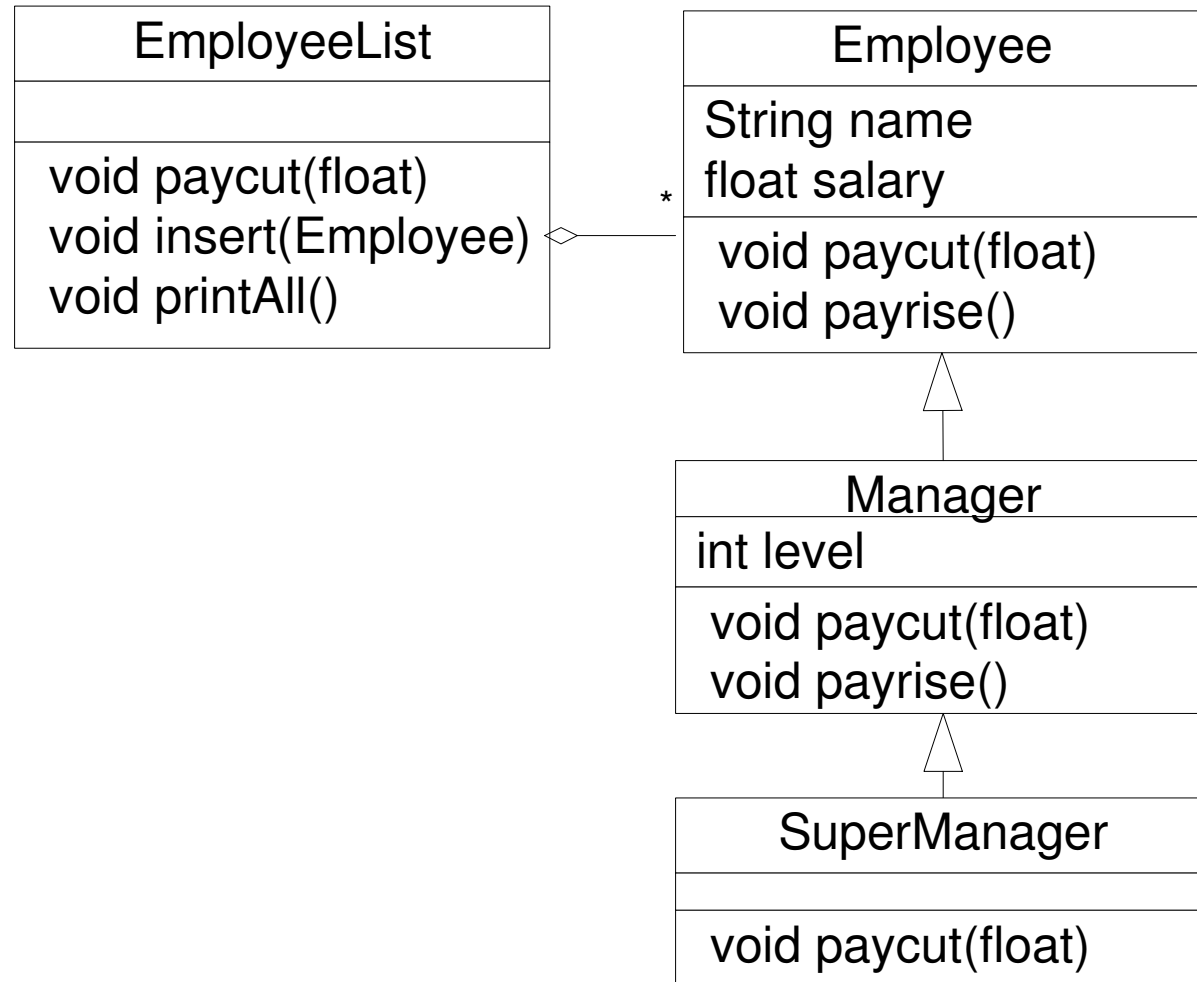 EmployeeList
void paycut(float)
void insert(Employee)
void printAll()
*
Employee
String name
float salary
void paycut(float)
void payrise()
Manager
int level
void paycut(float)
void payrise()
SuperManager
void paycut(float)